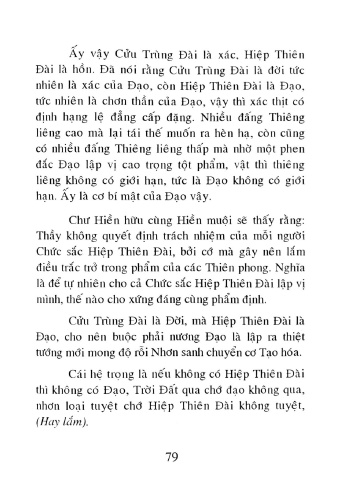 Ấy vậy Cửu Trùng Đài là xác, Hiệp Thiên
Đài là hồn. Đã nói rằng Cửu Trùng Đài là đời tức
nhiên là xác của Đạo, còn Hiệp Thiên Đài là Đạo,
tức nhiên là chơn thần của Đạo, vậy thì xác thịt có
định hạng lệ đẳng cấp đặng. Nhiều đấng Thiêng
liêng cao mà lại tái thế muốn ra hèn hạ, còn cũng
có nhiều đấng Thiêng liêng thấp mà nhờ một phen
đắc Đạo lập vị cao trọng tột phẩm, vật thì thiêng
liêng không có giới hạn, tức là Đạo không có giới
hạn. Ấy là cơ bí mật của Đạo vậy.
Chư Hiền hữu cùng Hiền muội sẽ thấy rằng:
Thầy không quyết định trách nhiệm của mỗi người
Chức sắc Hiệp Thiên Đài, bởi cớ mà gây nên lắm
điều trắc trở trong phẩm của các Thiên phong. Nghĩa
là để tự nhiên cho cả Chức sắc Hiệp Thiên Đài lập vị
mình, thế nào cho xứng đáng cùng phẩm định.
Cửu Trùng Đài là Đời, mà Hiệp Thiên Đài là
Đạo, cho nên buộc phải nương Đạo là lập ra thiệt
tướng mới mong độ rỗi Nhơn sanh chuyển cơ Tạo hóa.
Cái hệ trọng là nếu không có Hiệp Thiên Đài
thì không có Đạo, Trời Đất qua chớ đạo không qua,
nhơn loại tuyệt chớ Hiệp Thiên Đài không tuyệt,
(Hay lắm).
79